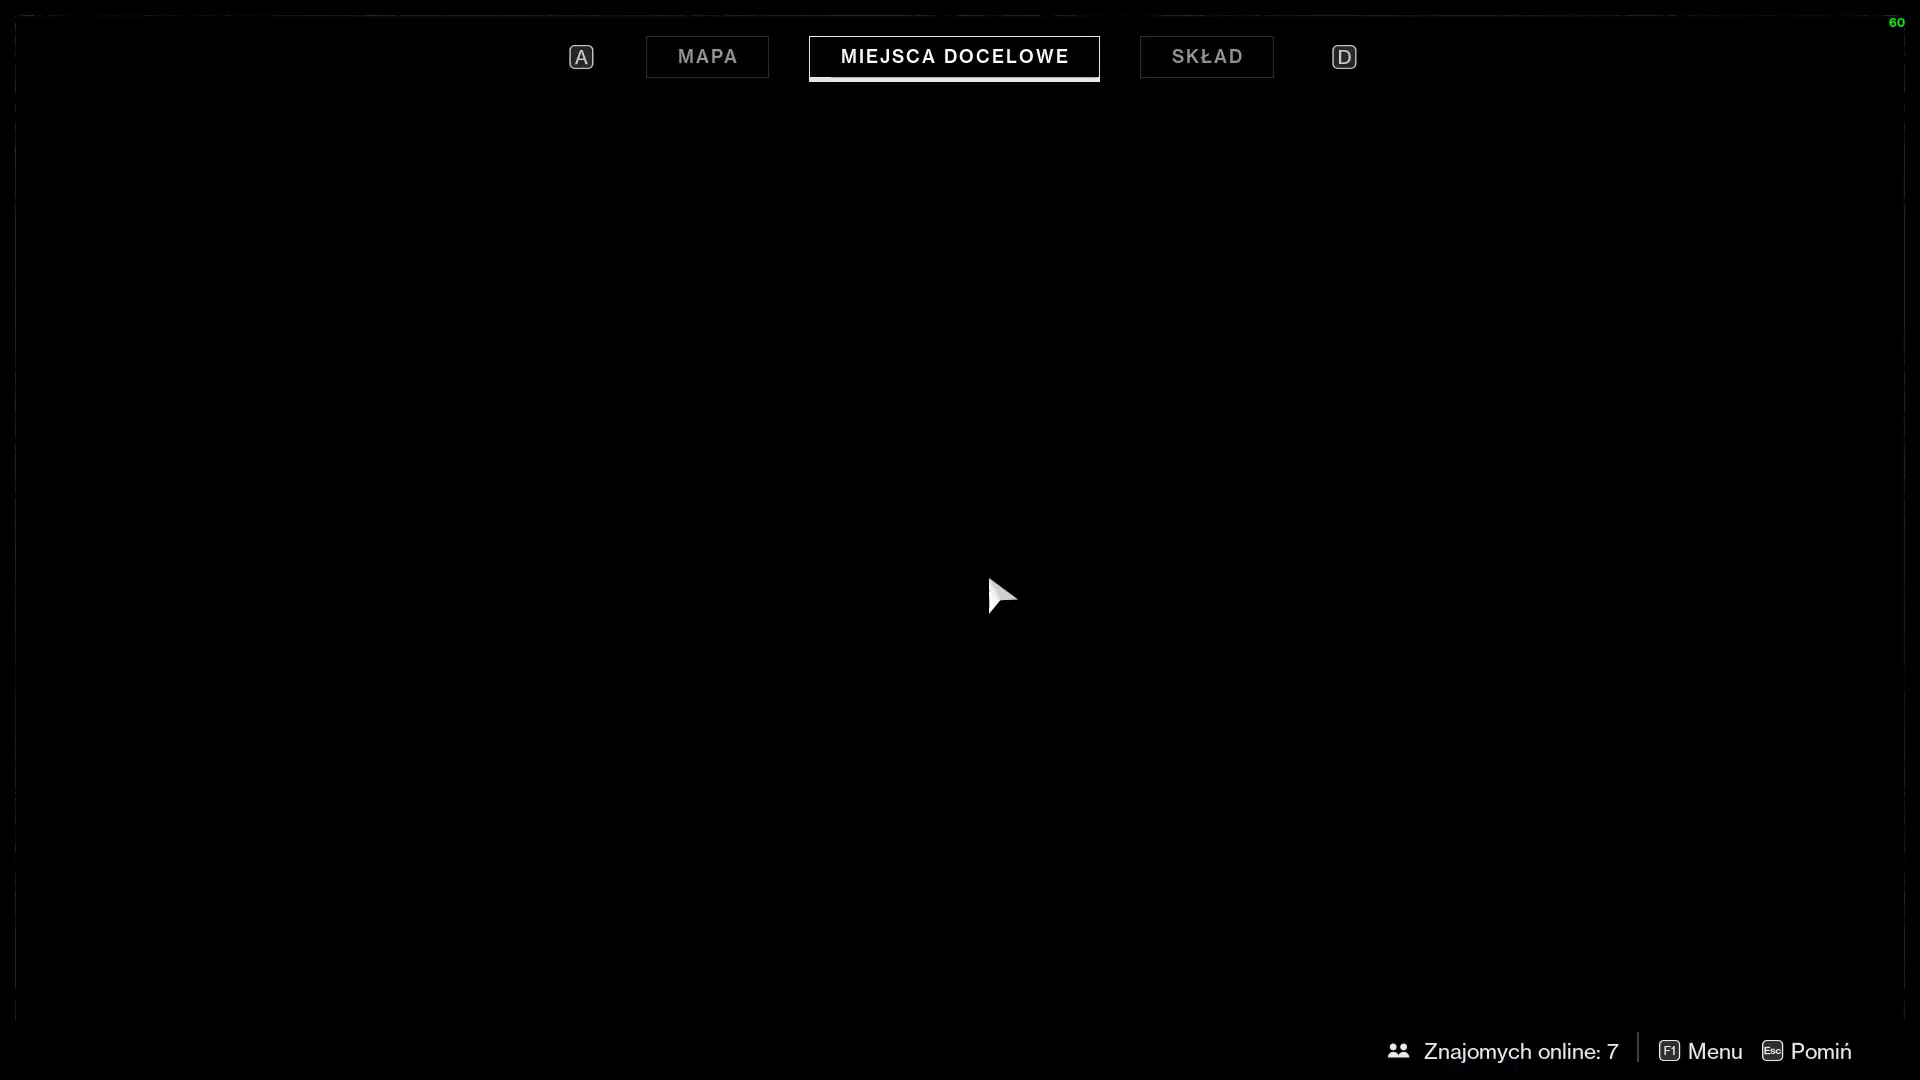 60
A MAPA MIEJSCA DOCELOWE SKŁAD D
Znajomych online: 7 F1 Menu Esc Pomiń